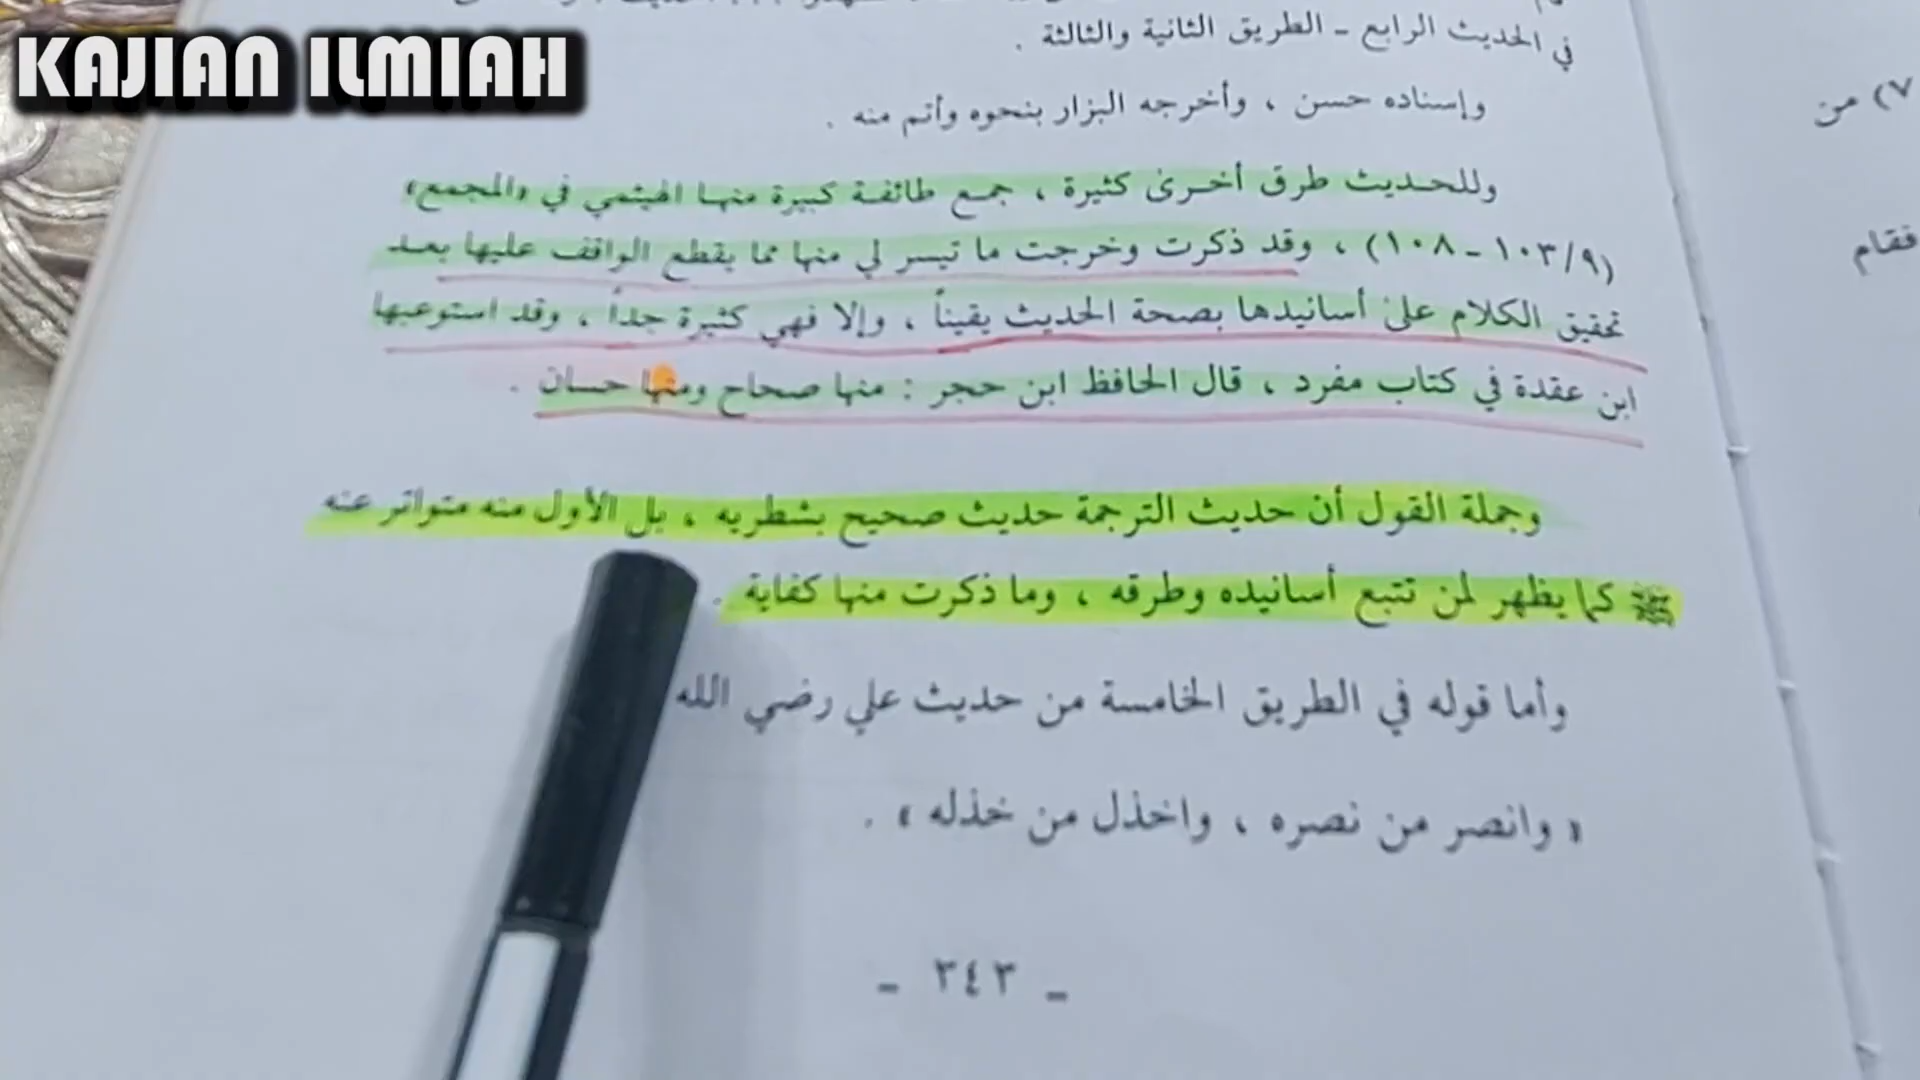 KAJIAN ILMIAH
في الحديث الرابع - الطريق الثانية والثالثة .
وإسناده حسن ، وأخرجه البزار بنحوه وأتم منه .
وللحديث طرق أخرى كثيرة ، جمع طائفة كبيرة منها الهيثمي في «المجمع»
(٩/ ١٠٣ - ١٠٨) ، وقد ذكرت وخرجت ما تيسر لي منها مما يقطع الواقف عليها بعد
تحقيق الكلام على أسانيدها بصحة الحديث يقيناً ، وإلا فهي كثيرة جداً ، وقد استوعبها
ابن عقدة في كتاب مفرد ، قال الحافظ ابن حجر : منها صحاح ومنها حسان .
وجملة القول أن حديث الترجمة حديث صحيح بشطريه ، بل الأول منه متواتر عنه
ﷺ كما يظهر لمن تتبع أسانيده وطرقه ، وما ذكرت منها كفاية .
وأما قوله في الطريق الخامسة من حديث علي رضي الله
« وانصر من نصره ، واخذل من خذله » .
- ٣٤٣ -
٧) من
فقام